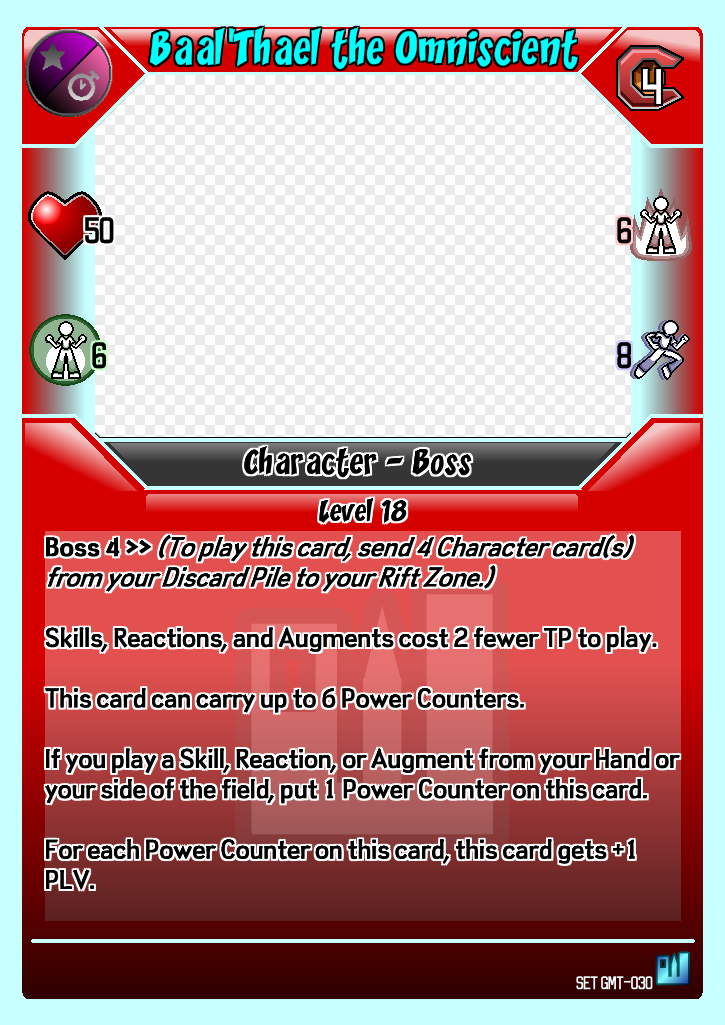 Baal'Thael the Omniscient
4
50
6
6
8
Character - Boss
Level 18
Boss 4 >> (To play this card, send 4 Character card(s)
from your Discard Pile to your Rift Zone.)
Skills, Reactions, and Augments cost 2 fewer TP to play.
This card can carry up to 6 Power Counters.
If you play a Skill, Reaction, or Augment from your Hand or
your side of the field, put 1 Power Counter on this card.
For each Power Counter on this card, this card gets +1
PLV.
SET GMT-030